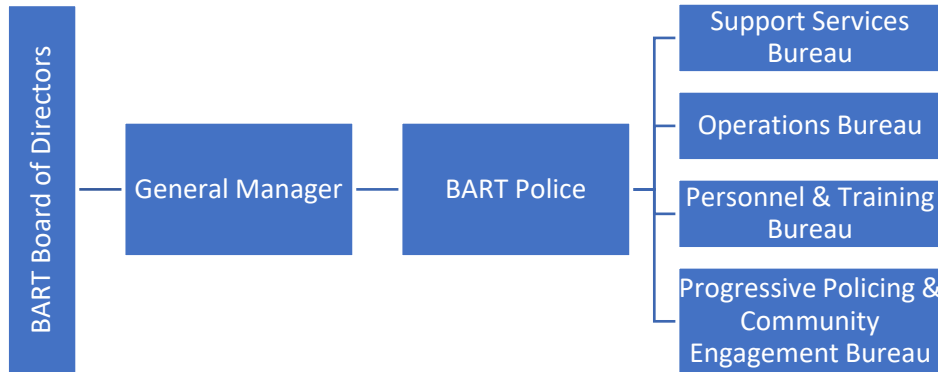 BART Board of Directors
General Manager
BART Police
Support Services
Bureau
Operations Bureau
Personnel & Training
Bureau
Progressive Policing &
Community
Engagement Bureau